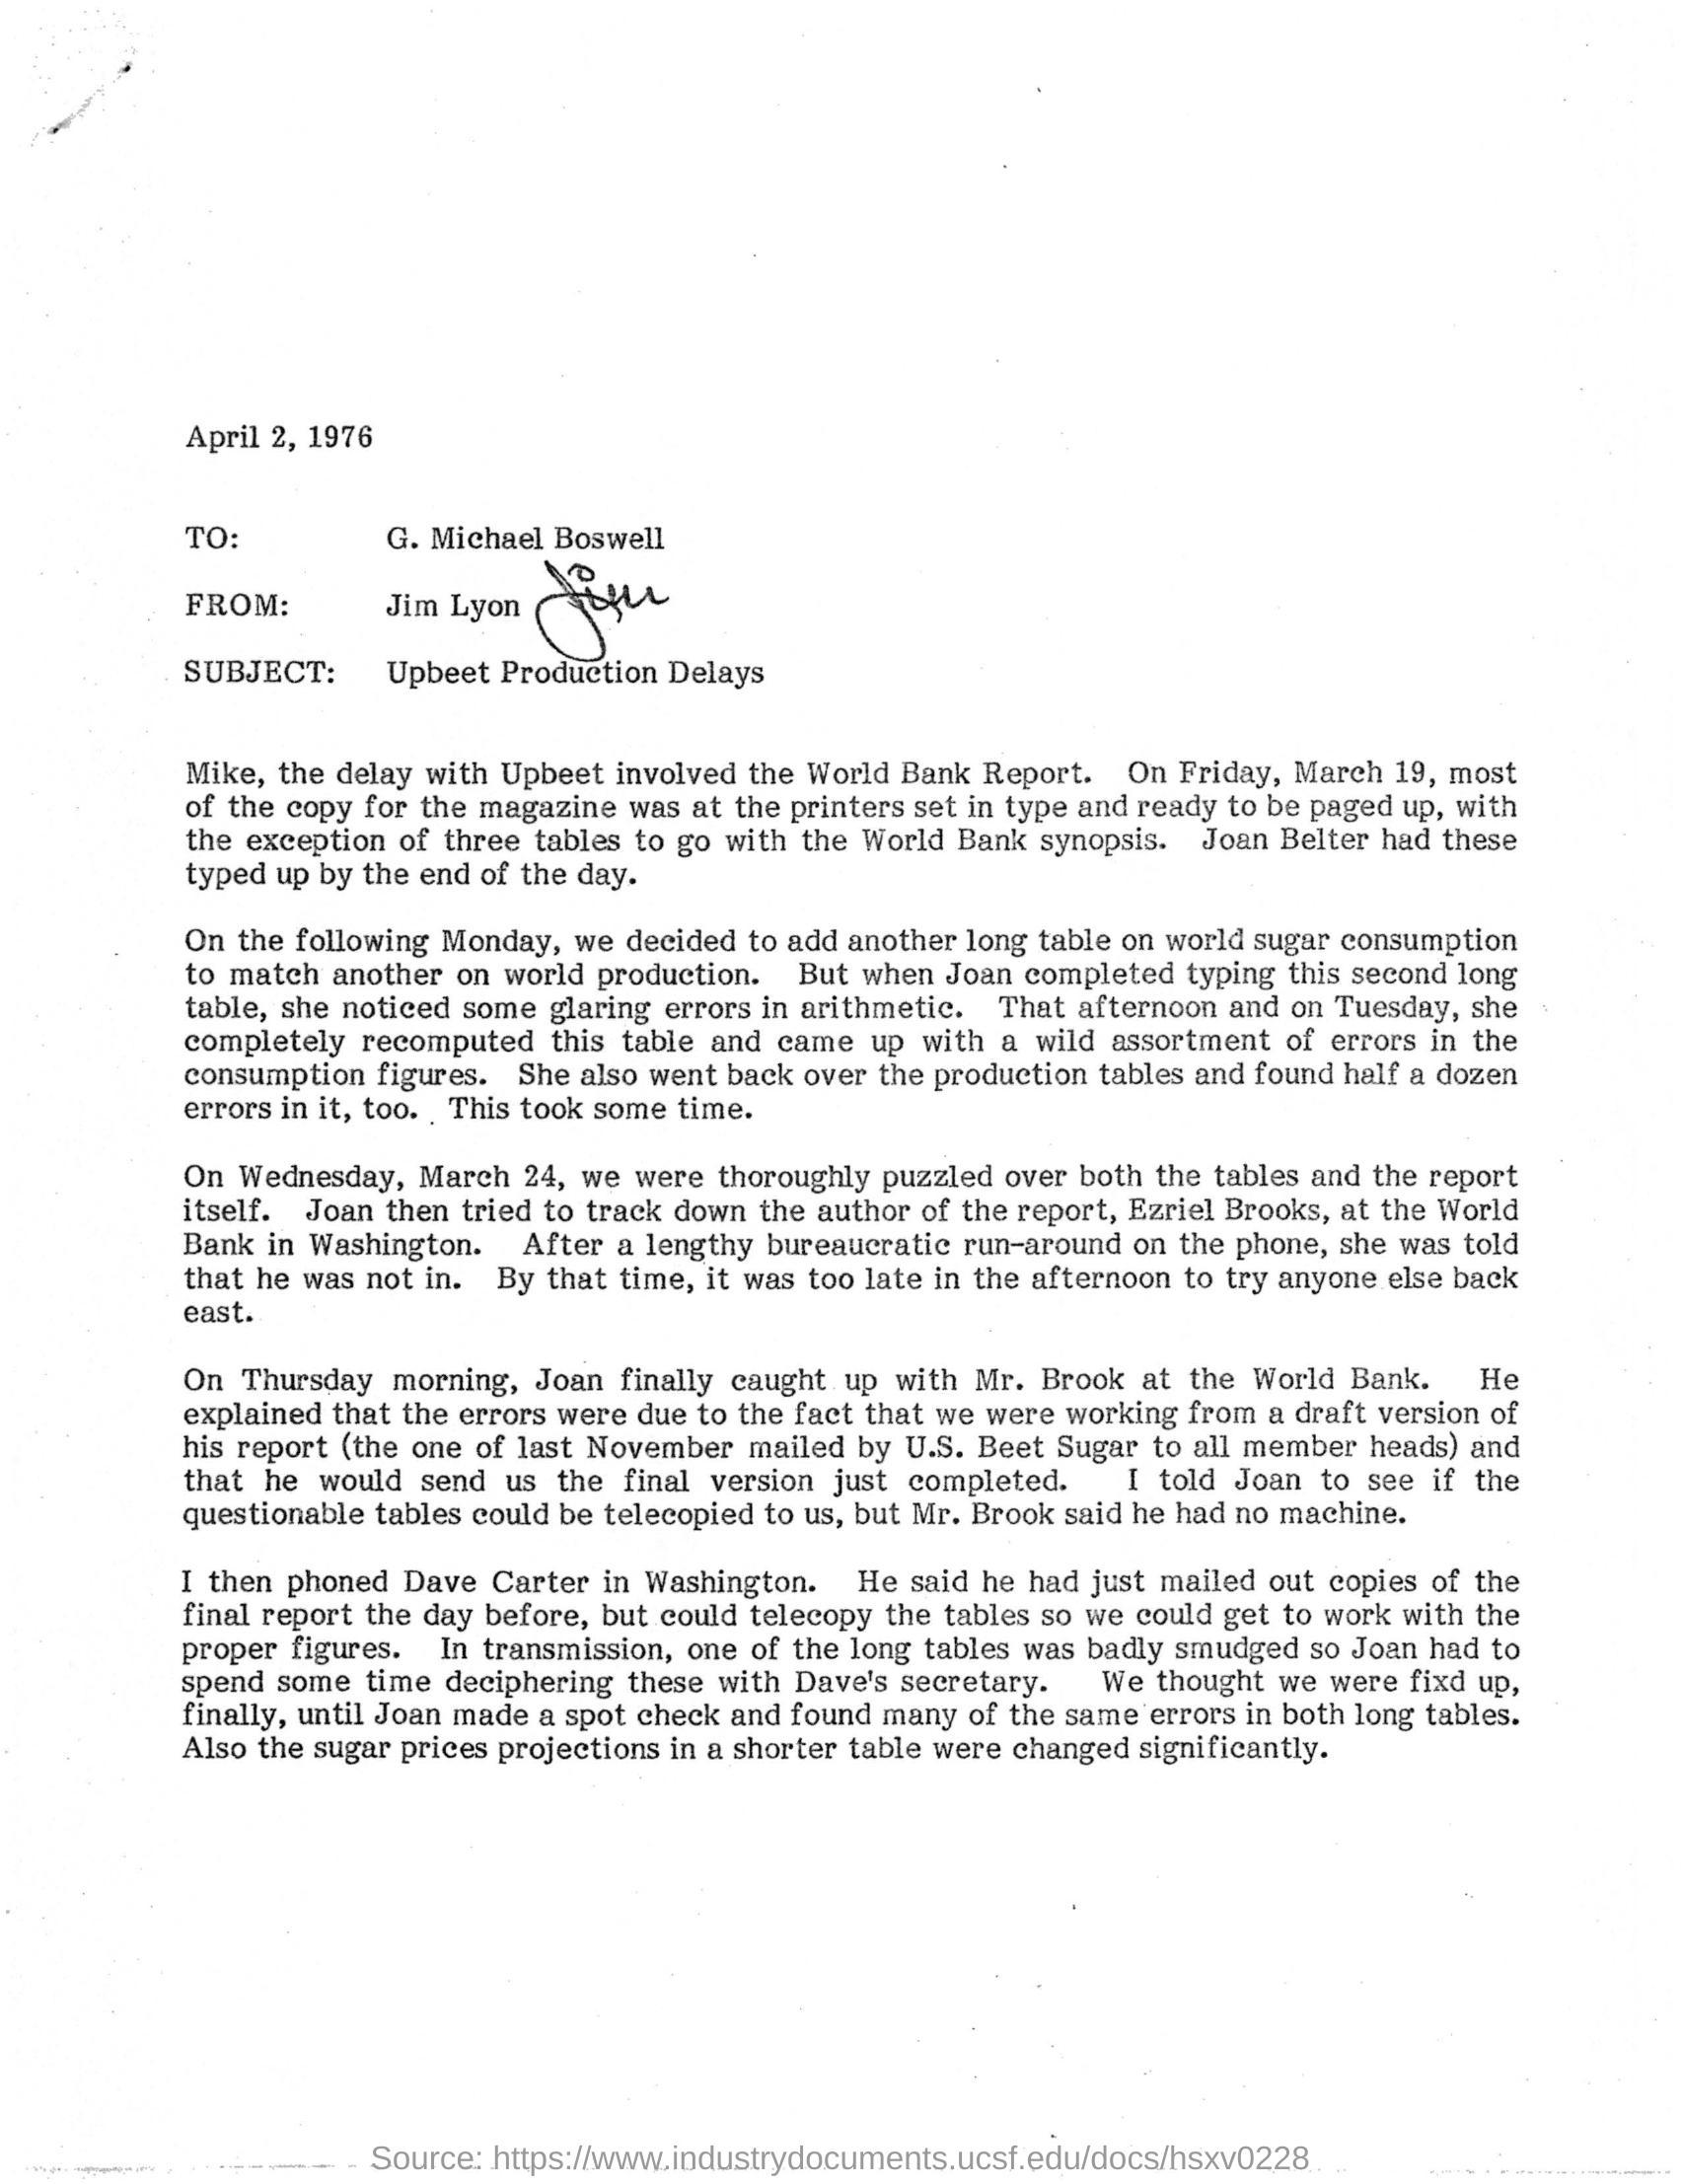 April 2, 1976
TO: G. Michael Boswell
FROM: Jim Lyon Jim
SUBJECT: Upbeet Production Delays
Mike, the delay with Upbeet involved the World Bank Report. On Friday, March 19, most
of the copy for the magazine was at the printers set in type and ready to be paged up, with
the exception of three tables to go with the World Bank synopsis. Joan Belter had these
typed up by the end of the day.
On the following Monday, we decided to add another long table on world sugar consumption
to match another on world production. But when Joan completed typing this second long
table, she noticed some glaring errors in arithmetic. That afternoon and on Tuesday, she
completely recomputed this table and came up with a wild assortment of errors in the
consumption figures. She also went back over the production tables and found half a dozen
errors in it, too. This took some time.
On Wednesday, March 24, we were thoroughly puzzled over both the tables and the report
itself. Joan then tried to track down the author of the report, Ezriel Brooks, at the World
Bank in Washington. After a lengthy bureaucratic run-around on the phone, she was told
that he was not in. By that time, it was too late in the afternoon to try anyone else back
east.
On Thursday morning, Joan finally caught up with Mr. Brook at the World Bank. He
explained that the errors were due to the fact that we were working from a draft version of
his report (the one of last November mailed by U.S. Beet Sugar to all member heads) and
that he would send us the final version just completed. I told Joan to see if the
questionable tables could be telecopied to us, but Mr. Brook said he had no machine.
I then phoned Dave Carter in Washington. He said he had just mailed out copies of the
final report the day before, but could telecopy the tables so we could get to work with the
proper figures. In transmission, one of the long tables was badly smudged so Joan had to
spend some time deciphering these with Dave's secretary. We thought we were fixd up,
finally, until Joan made a spot check and found many of the same errors in both long tables.
Also the sugar prices projections in a shorter table were changed significantly.
Source: https://www.industrydocuments.ucsf.edu/docs/hsxv0228